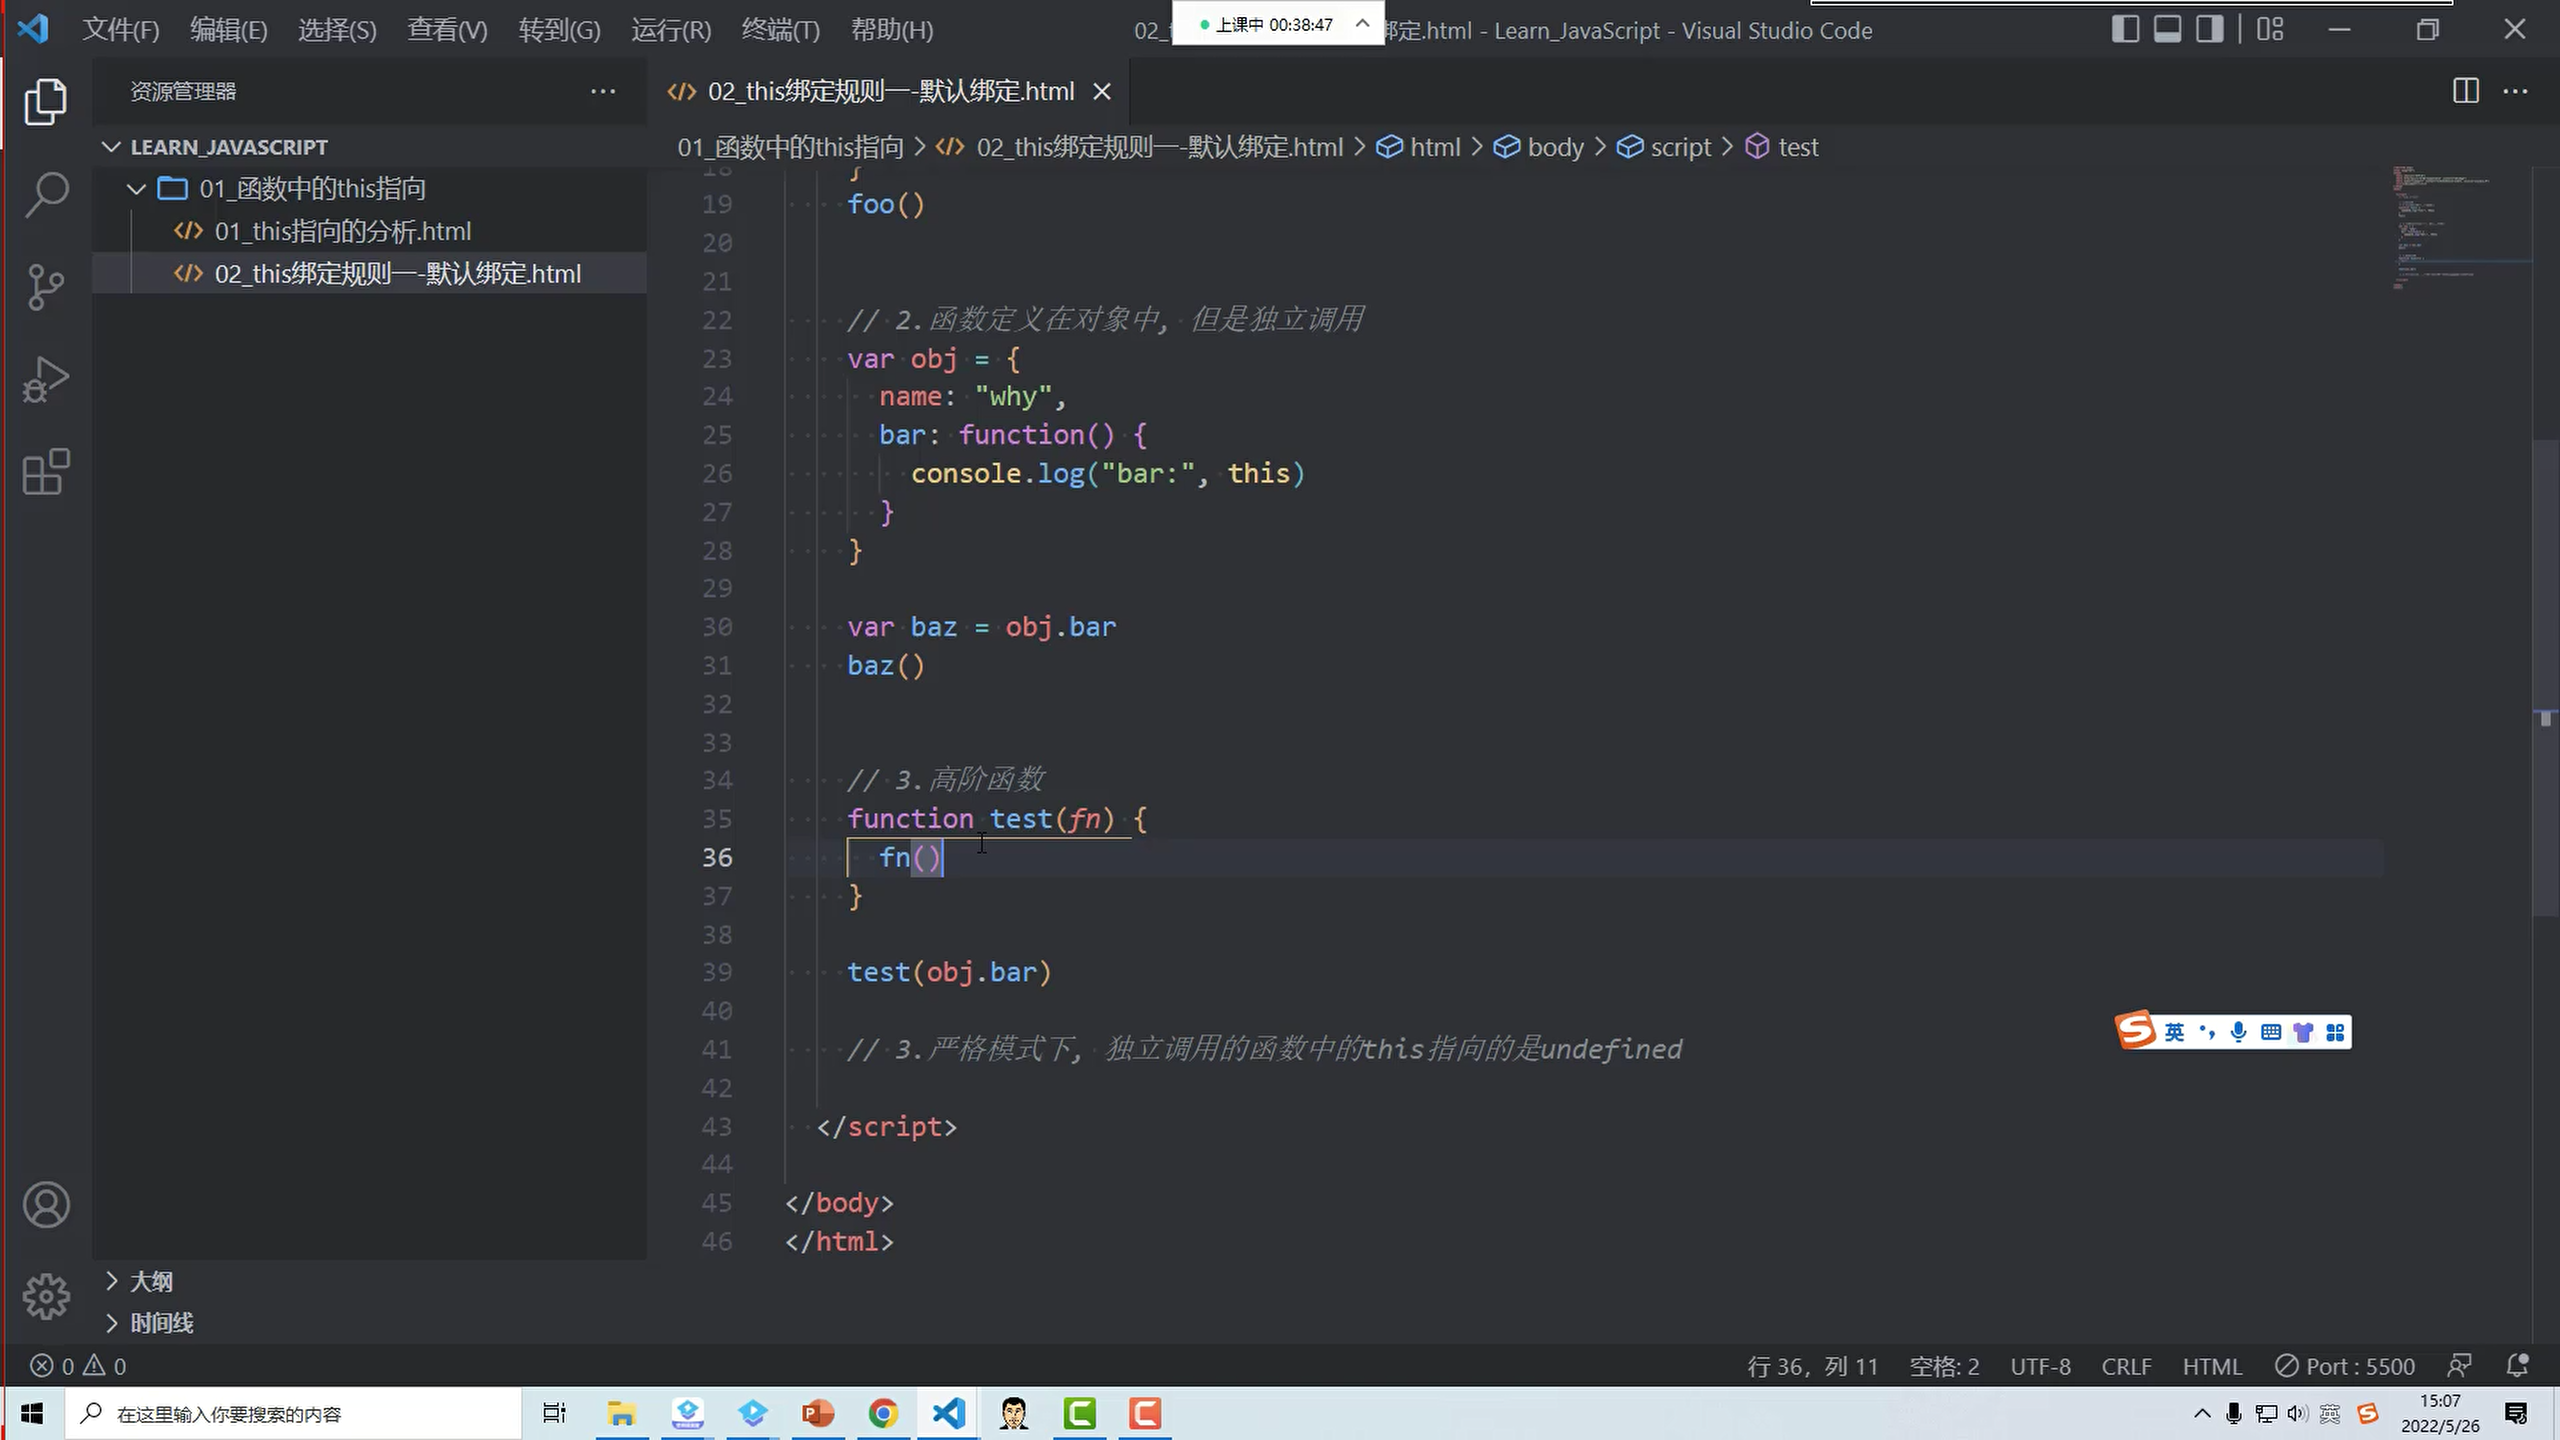 文件(F) 编辑(E) 选择(S) 查看(V) 转到(G) 运行(R) 终端(T) 帮助(H)
上课中 00:38:47
02_ 绑定.html - Learn_JavaScript - Visual Studio Code
资源管理器
02_this绑定规则一-默认绑定.html
LEARN_JAVASCRIPT
01_函数中的this指向
01_this指向的分析.html
02_this绑定规则一-默认绑定.html
01_函数中的this指向 > 02_this绑定规则一-默认绑定.html > html > body > script > test
18 }
19 foo()
20
21
22 // 2.函数定义在对象中, 但是独立调用
23 var obj = {
24 name: "why",
25 bar: function() {
26 console.log("bar:", this)
27 }
28 }
29
30 var baz = obj.bar
31 baz()
32
33
34 // 3.高阶函数
35 function test(fn) {
36 fn()
37 }
38
39 test(obj.bar)
40
41 // 3.严格模式下, 独立调用的函数中的this指向的是undefined
42
43 </script>
44
45 </body>
46 </html>
英
大纲
时间线
0 0
行 36，列 11 空格: 2 UTF-8 CRLF HTML Port : 5500
在这里输入你要搜索的内容
英
15:07
2022/5/26